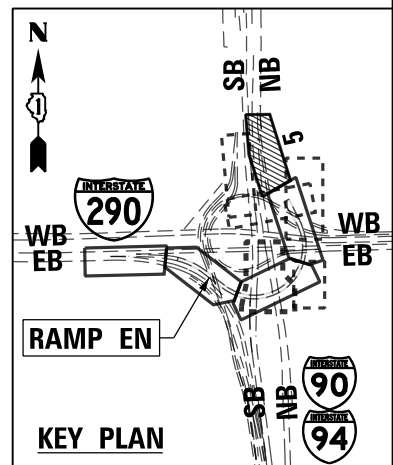 N
1
SB
NB
5
INTERSTATE
290
WB
EB
WB
EB
RAMP EN
INTERSTATE
90
SB
NB
INTERSTATE
94
KEY PLAN